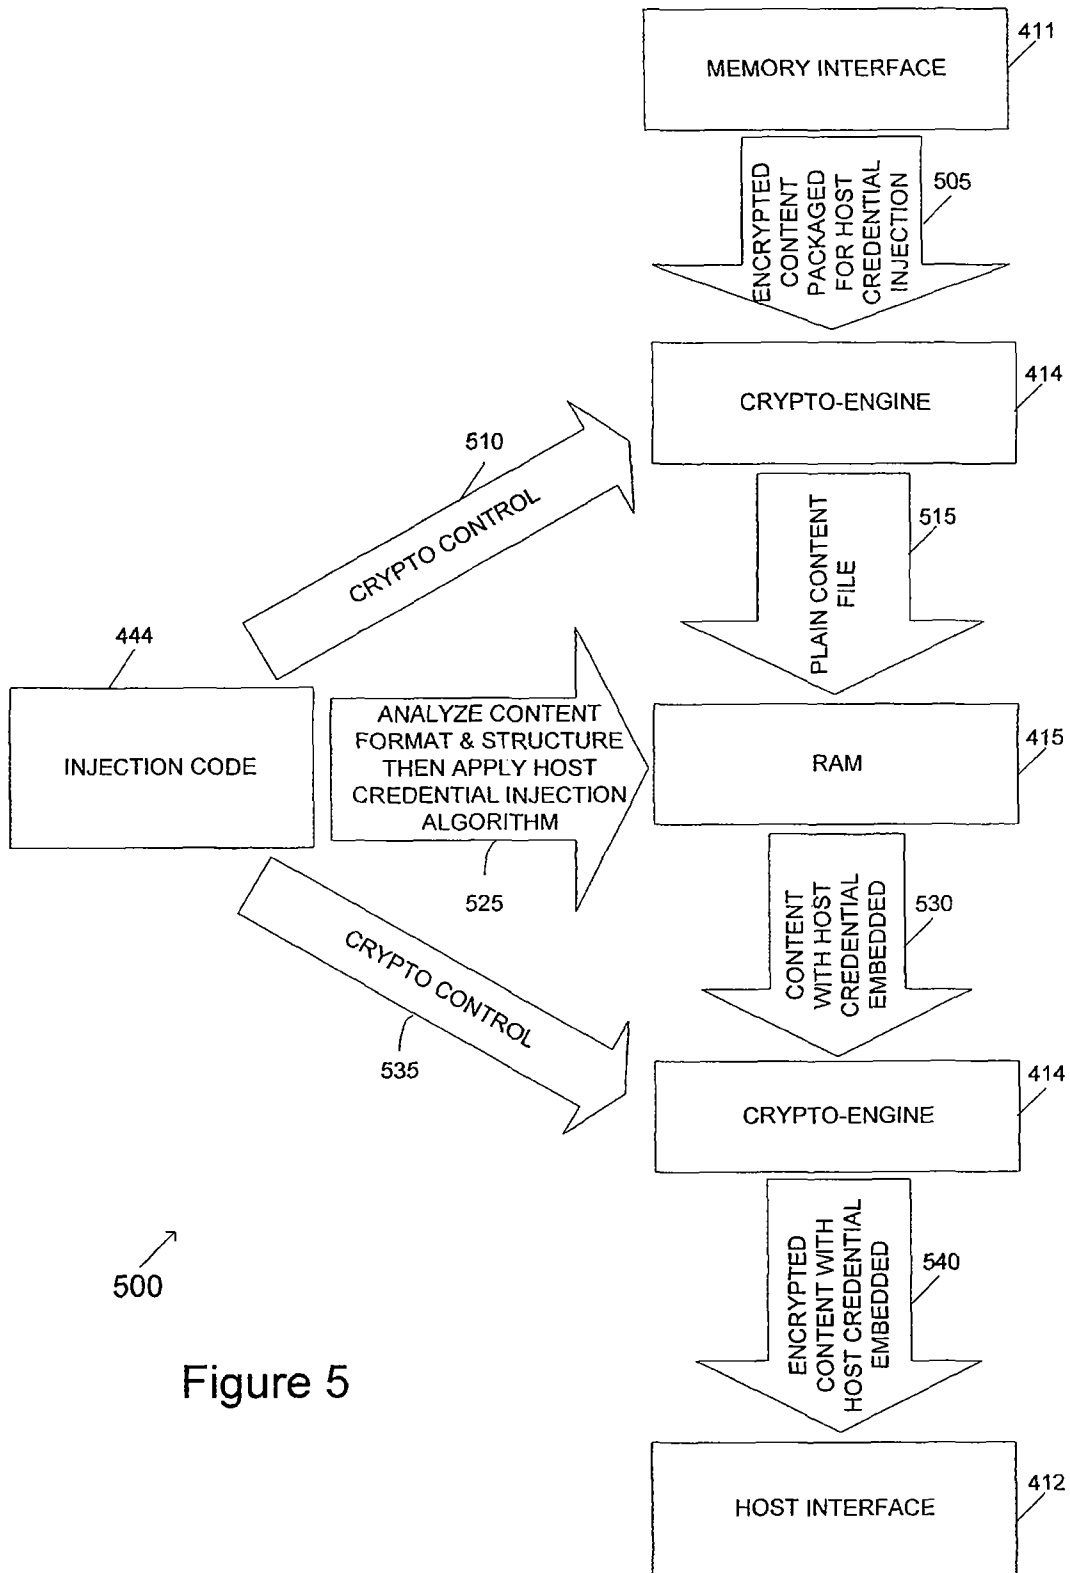 411
MEMORY INTERFACE
ENCRYPTED
CONTENT
PACKAGED
FOR HOST
CREDENTIAL
INJECTION
505
414
CRYPTO-ENGINE
510
CRYPTO CONTROL
PLAIN CONTENT
FILE
515
444
INJECTION CODE
ANALYZE CONTENT
FORMAT & STRUCTURE
THEN APPLY HOST
CREDENTIAL INJECTION
ALGORITHM
525
RAM
415
CONTENT
WITH HOST
CREDENTIAL
EMBEDDED
530
CRYPTO CONTROL
535
CRYPTO-ENGINE
414
ENCRYPTED
CONTENT WITH
HOST CREDENTIAL
EMBEDDED
540
500
Figure 5
HOST INTERFACE
412